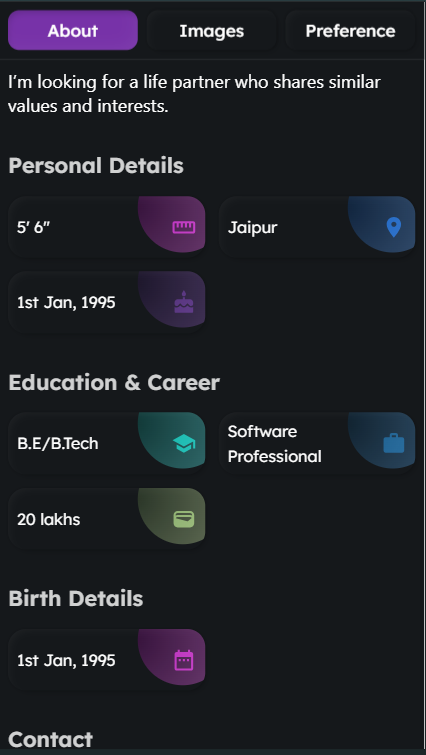 About
Images
Preference
I'm looking for a life partner who shares similar
values and interests.
Personal Details
5' 6"
Jaipur
1st Jan, 1995
Education & Career
B.E/B.Tech
Software
Professional
20 lakhs
Birth Details
1st Jan, 1995
Contact